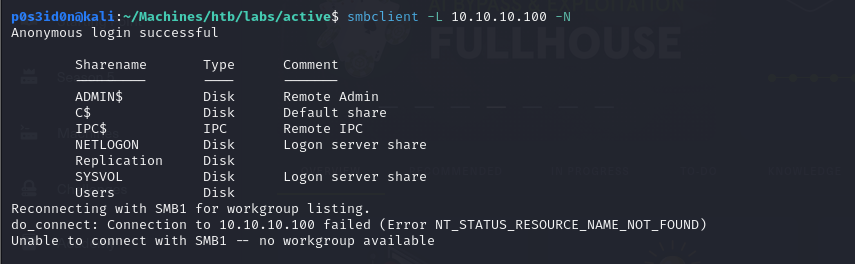 p0s3id0n@kali:~/Machines/htb/labs/active$ smbclient -L 10.10.10.100 -N
Anonymous login successful
Sharename Type Comment
--------- ---- -------
ADMIN$ Disk Remote Admin
C$ Disk Default share
IPC$ IPC Remote IPC
NETLOGON Disk Logon server share
Replication Disk
SYSVOL Disk Logon server share
Users Disk
Reconnecting with SMB1 for workgroup listing.
do_connect: Connection to 10.10.10.100 failed (Error NT_STATUS_RESOURCE_NAME_NOT_FOUND)
Unable to connect with SMB1 -- no workgroup available
FULLHOUSE